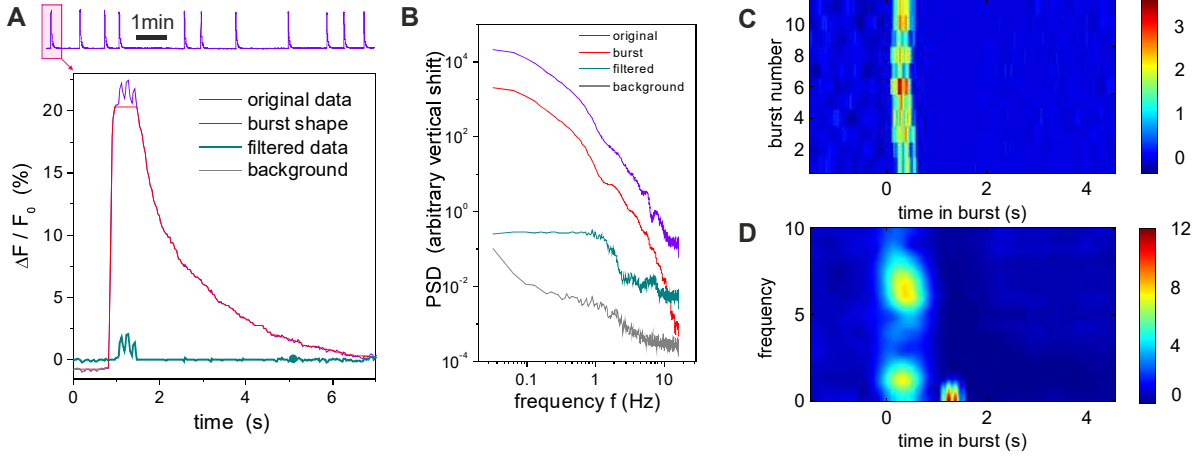 A
1min
20
15
10
5
0
ΔF / F0 (%)
original data
burst shape
filtered data
background
0
1
2
3
4
5
6
time (s)
B
10^4
10^2
10^0
10^-2
10^-4
PSD (arbitrary vertical shift)
original
burst
filtered
background
0.1
1
10
frequency f (Hz)
C
10
8
6
4
2
burst number
0
2
4
time in burst (s)
3
2
1
0
D
10
5
0
frequency
0
2
4
time in burst (s)
12
8
4
0